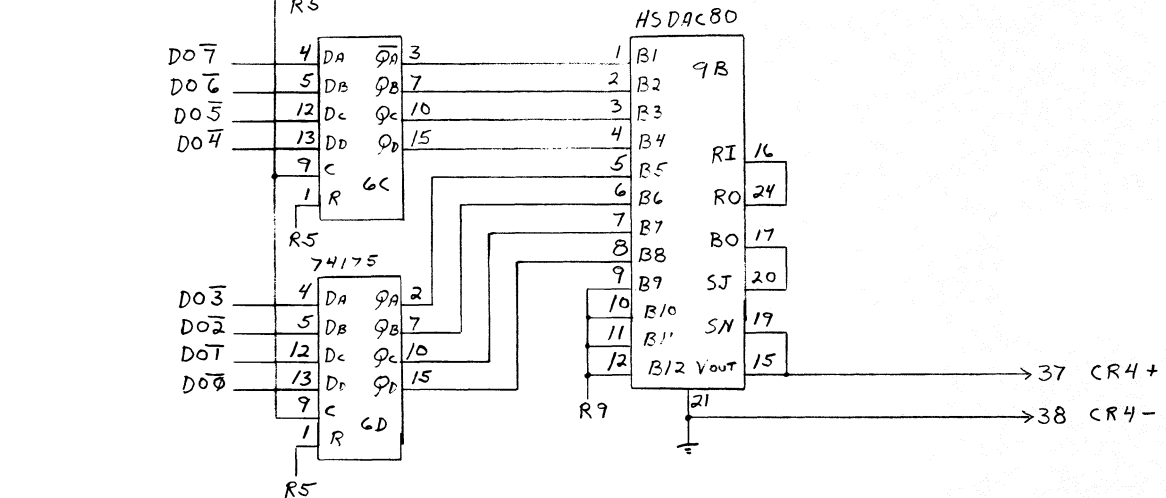 R5
HSDAC80
DO7̅ 4 DA Q̅A̅ 3 1 B1
9B
DO6̅ 5 DB QB 7 2 B2
DO5̅ 12 DC QC 10 3 B3
DO4̅ 13 DD QD 15 4 B4
RI 16
9 C 5 B5
6C
1 R 6 B6
RO 24
R5
7 B7
BO 17
74175
8 B8
9 B9
SJ 20
DO3̅ 4 DA QA 2 10 B10
SN 19
DO2̅ 5 DB QB 7 11 B11
DO1̅ 12 DC QC 10 12 B12 VOUT 15
37 CR4+
DO0̅ 13 DD QD 15
R9
21
9 C
38 CR4-
6D
1 R
R5